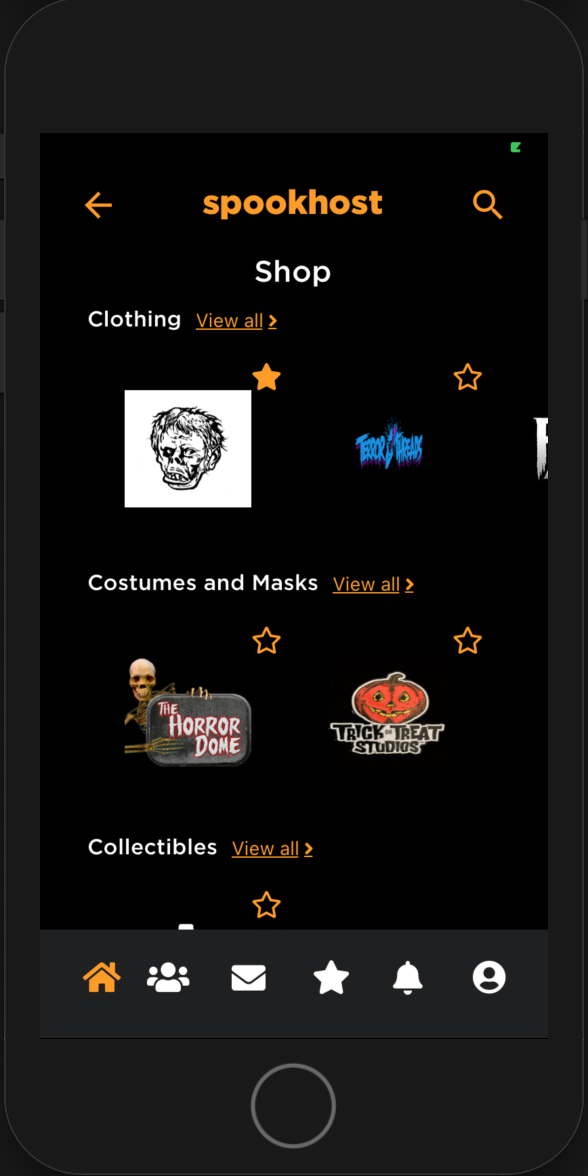 spookhost
Shop
Clothing View all
TERROR THREADS
Costumes and Masks View all
THE
HORROR
DOME
TRICK OR TREAT
STUDIOS
Collectibles View all